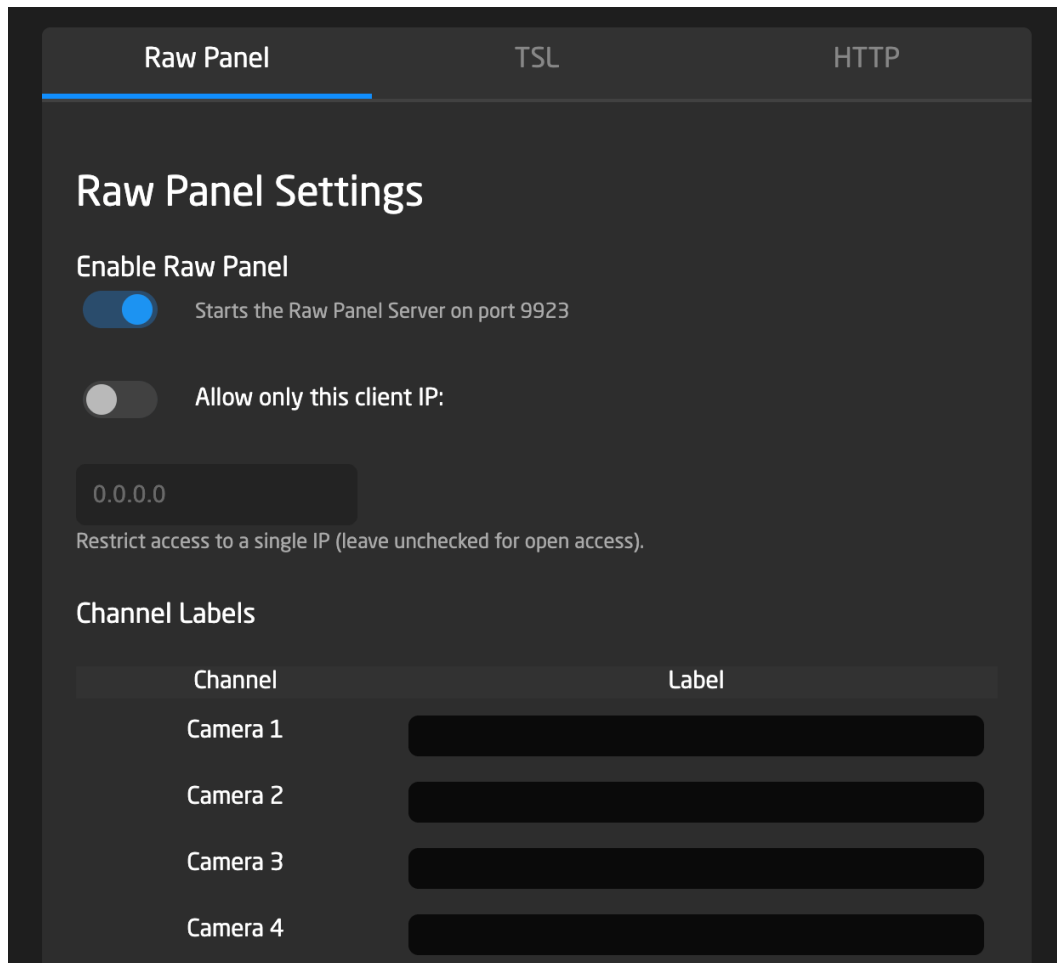 Raw Panel TSL HTTP
Raw Panel Settings
Enable Raw Panel
Starts the Raw Panel Server on port 9923
Allow only this client IP:
0.0.0.0
Restrict access to a single IP (leave unchecked for open access).
Channel Labels
Channel Label
Camera 1
Camera 2
Camera 3
Camera 4